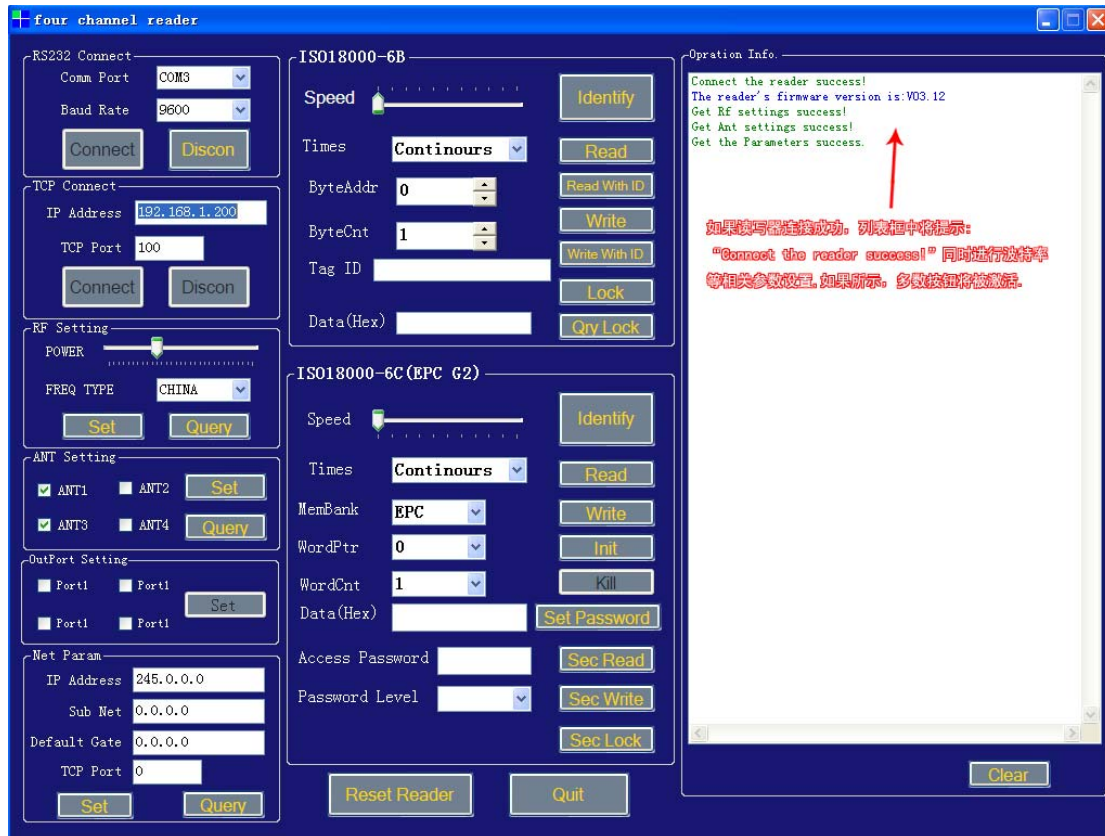 four channel reader
RS232 Connect
Comm Port COM3
Baud Rate 9600
Connect Discon
TCP Connect
IP Address 192.168.1.200
TCP Port 100
Connect Discon
RF Setting
POWER
FREQ TYPE CHINA
Set Query
ANT Setting
ANT1 ANT2 Set
ANT3 ANT4 Query
OutPort Setting
Port1 Port1
Set
Port1 Port1
Net Param
IP Address 245.0.0.0
Sub Net 0.0.0.0
Default Gate 0.0.0.0
TCP Port 0
Set Query
ISO18000-6B
Speed Identify
Times Continours Read
ByteAddr 0 Read With ID
ByteCnt 1 Write
Write With ID
Tag ID
Lock
Data(Hex) Qry Lock
ISO18000-6C(EPC G2)
Speed Identify
Times Continours Read
MemBank EPC Write
WordPtr 0 Init
WordCnt 1 Kill
Data(Hex) Set Password
Access Password Sec Read
Password Level Sec Write
Sec Lock
Reset Reader Quit
Opration Info.
Connect the reader success!
The reader's firmware version is:V03.12
Get Rf settings success!
Get Ant settings success!
Get the Parameters success.
如果读写器连接成功，列表框中将提示：
“Connect the reader success!”同时进行波特率
等相关参数设置.如果所示，多数按钮将被激活.
Clear